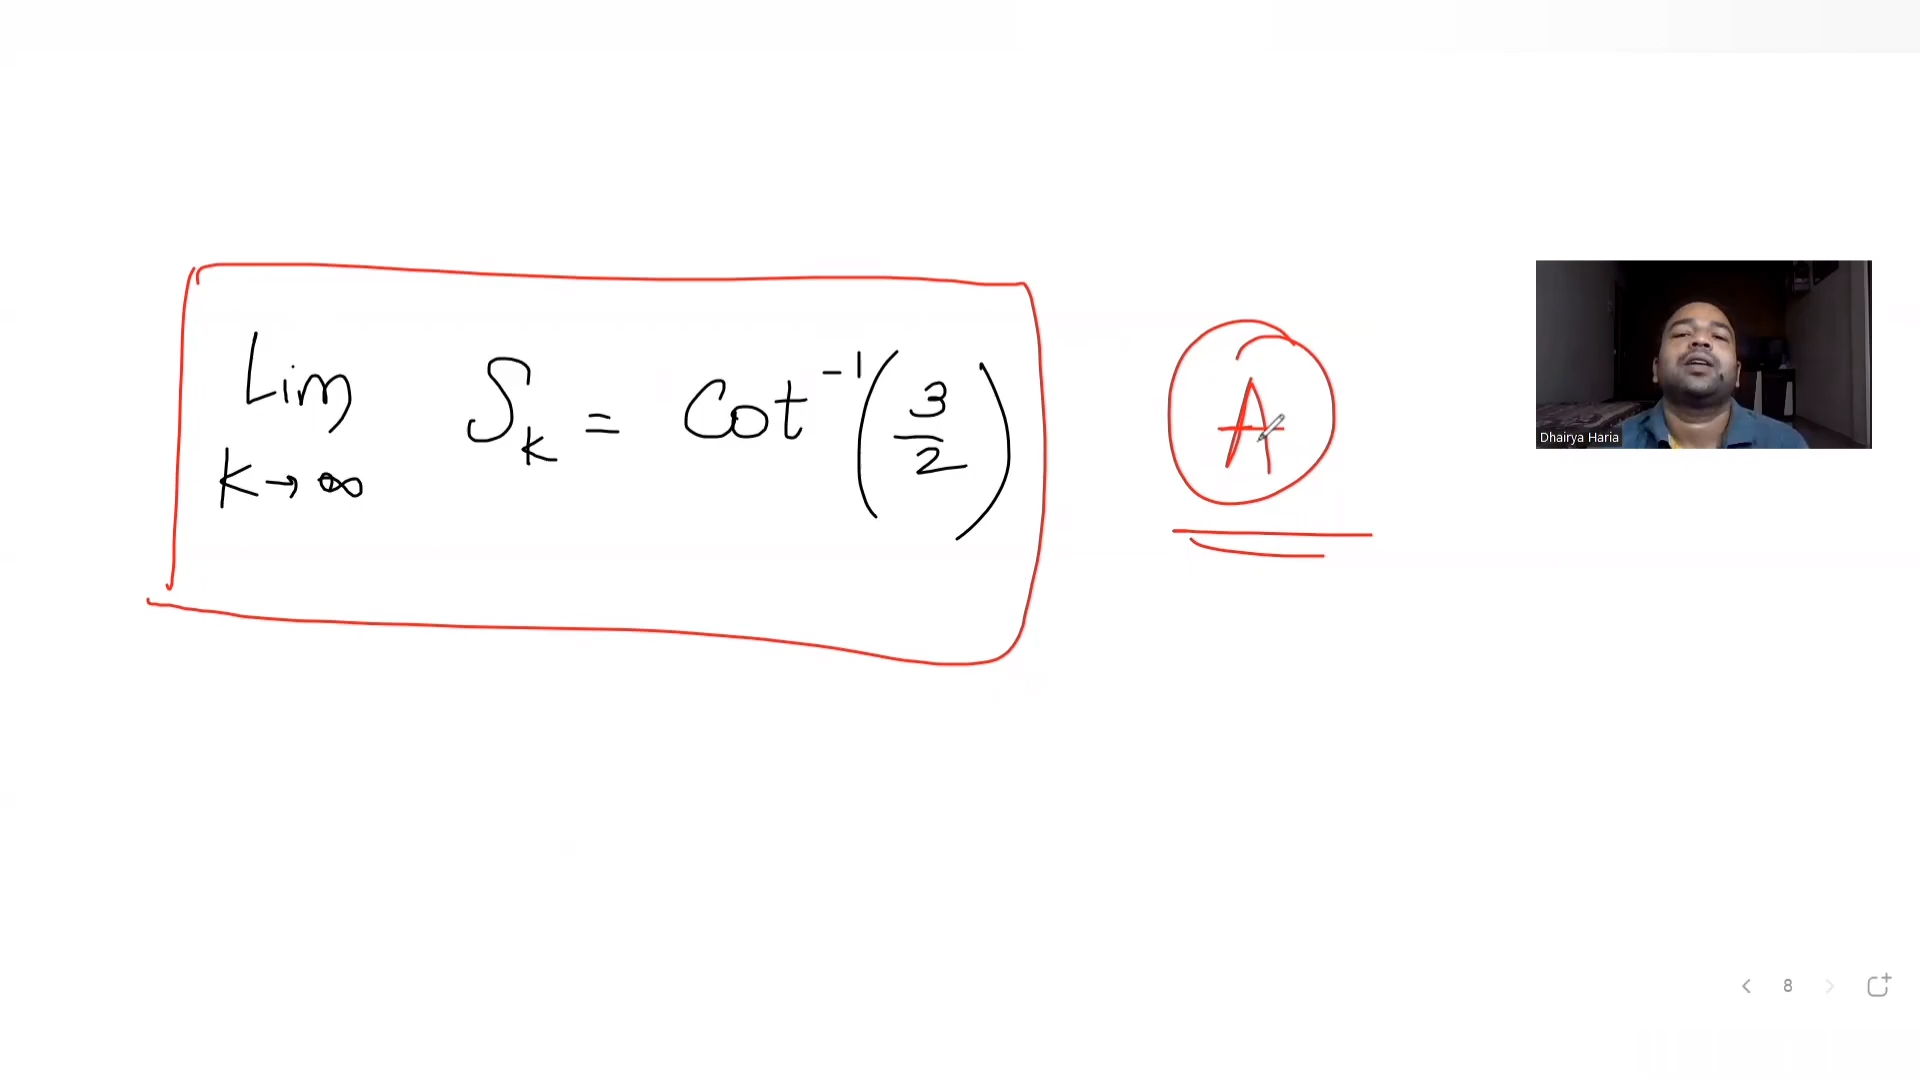 Lim S_k = Cot^-1(3/2)
k→∞
A
Dhairya Haria
8